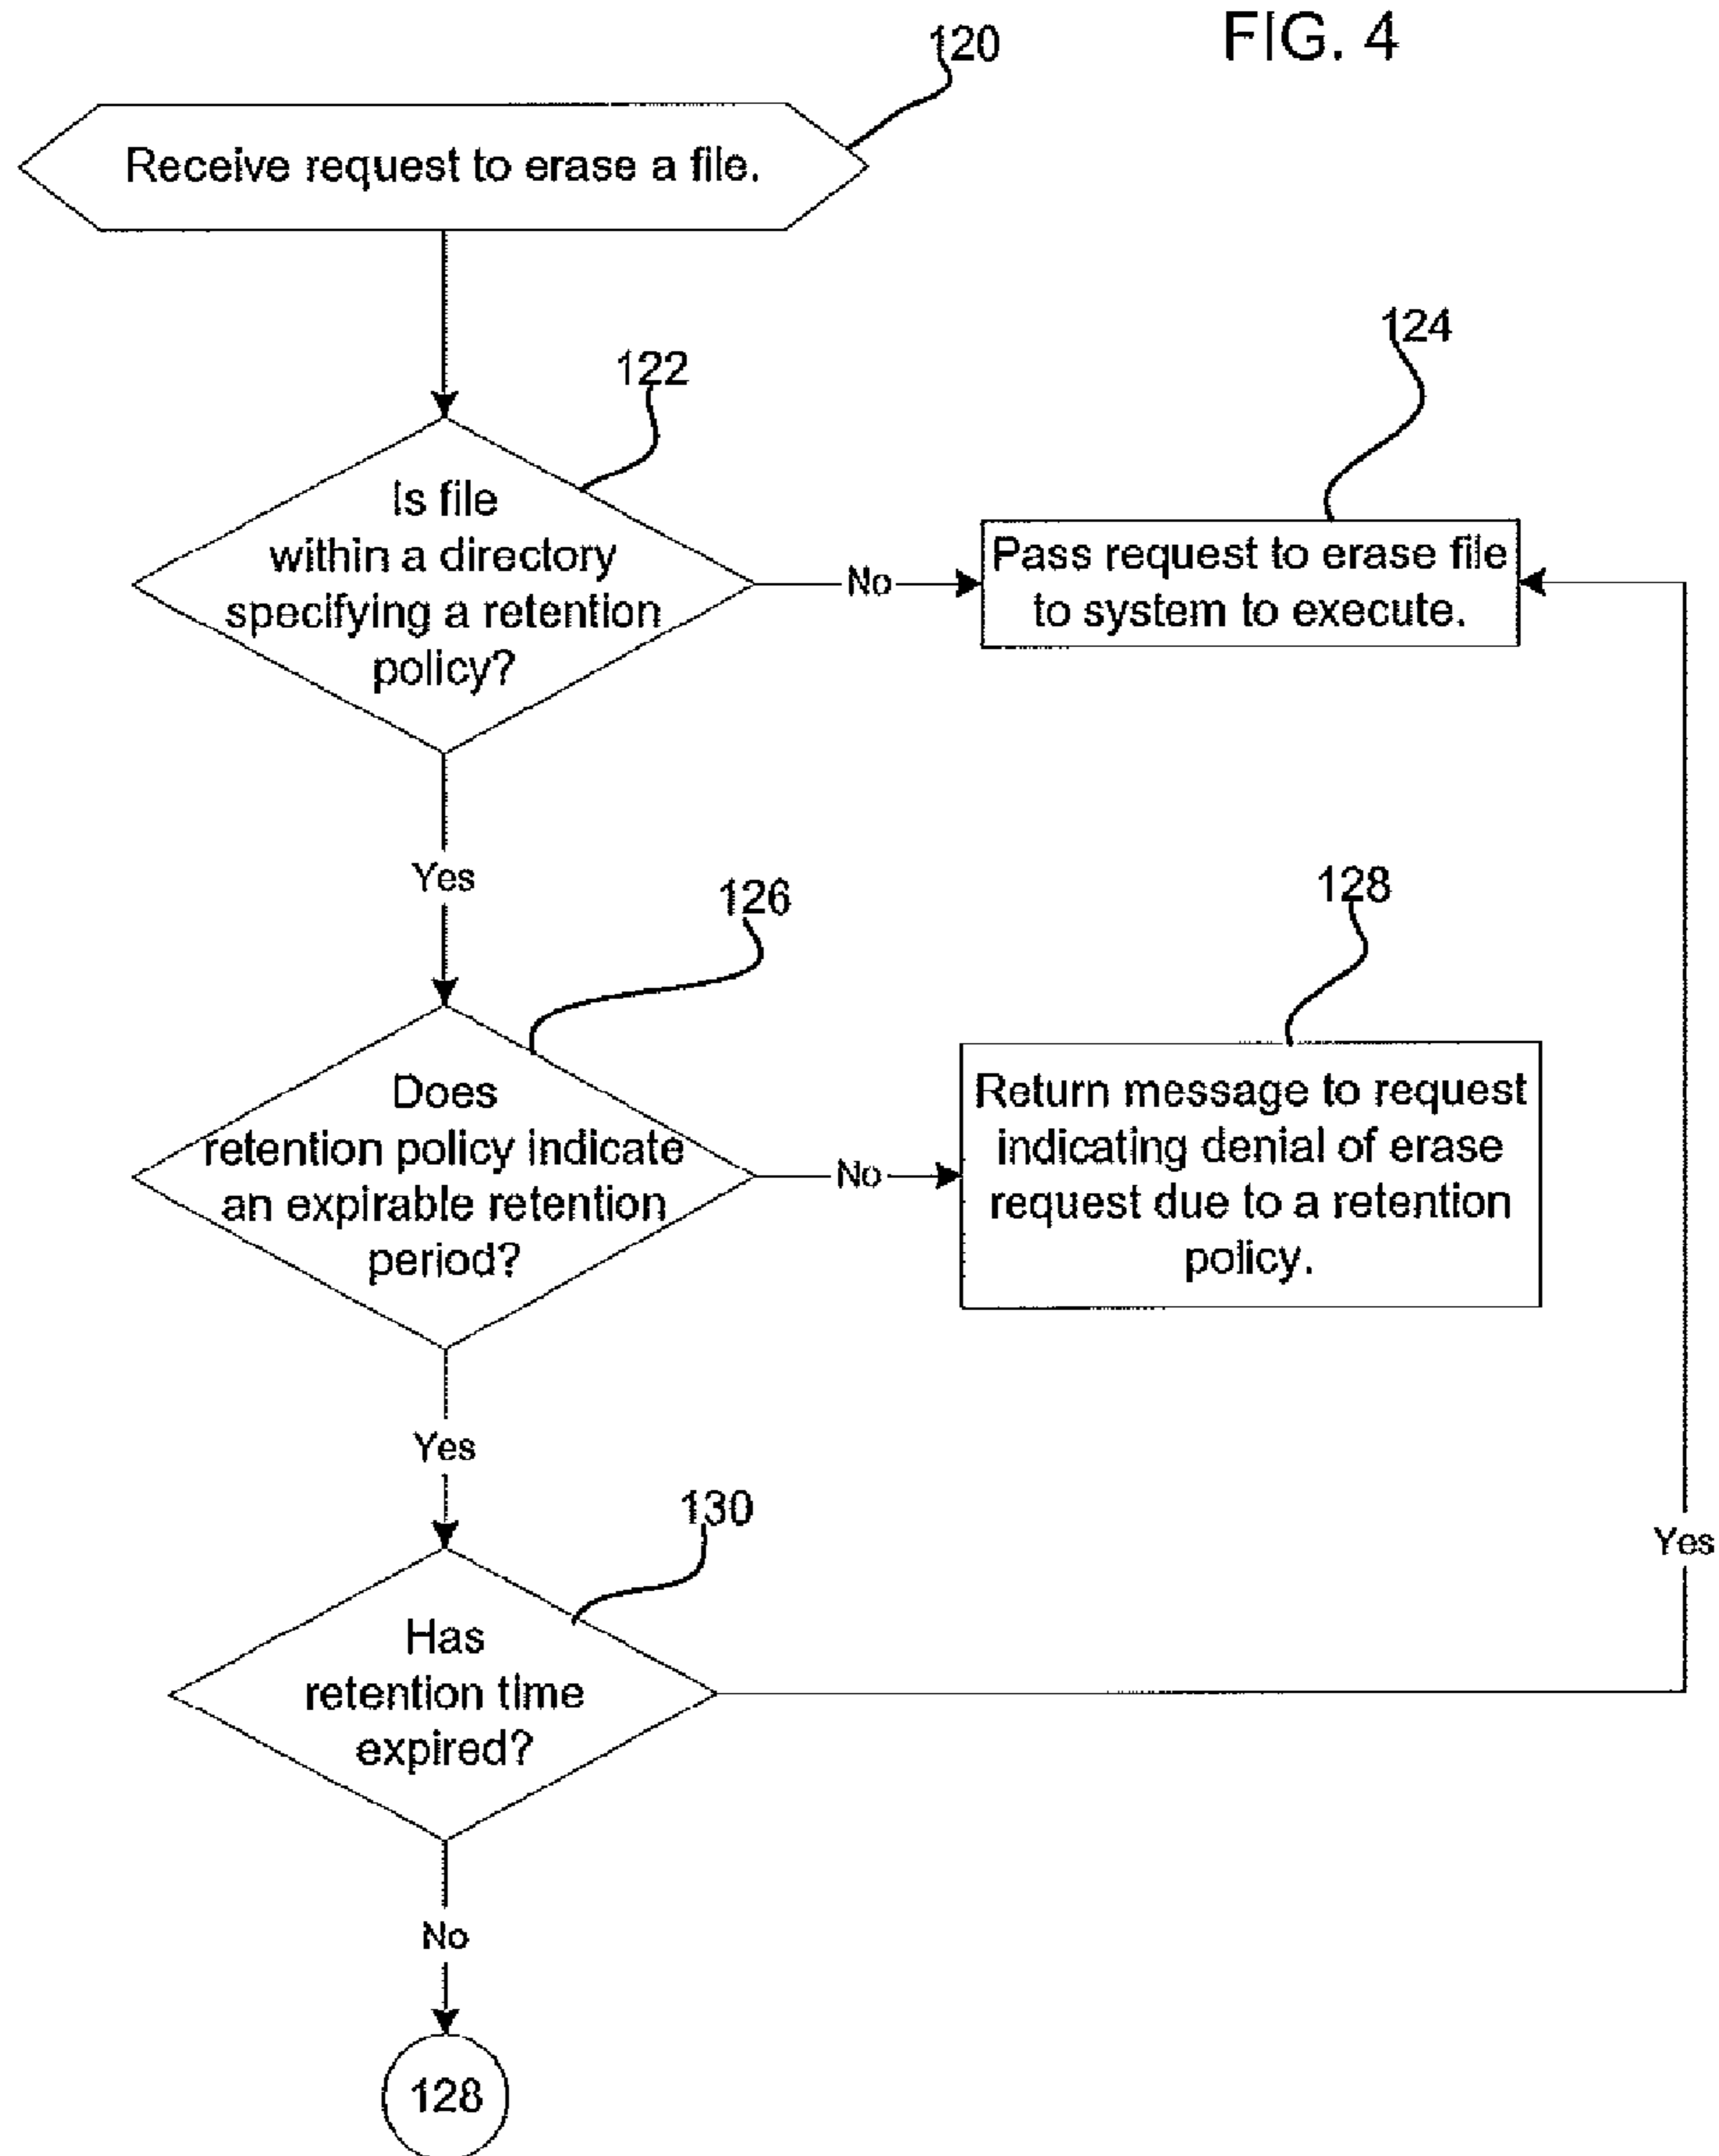 FIG. 4
120
Receive request to erase a file.
122
Is file
within a directory
specifying a retention
policy?
No
124
Pass request to erase file
to system to execute.
Yes
126
Does
retention policy indicate
an expirable retention
period?
No
128
Return message to request
indicating denial of erase
request due to a retention
policy.
Yes
130
Has
retention time
expired?
Yes
No
128